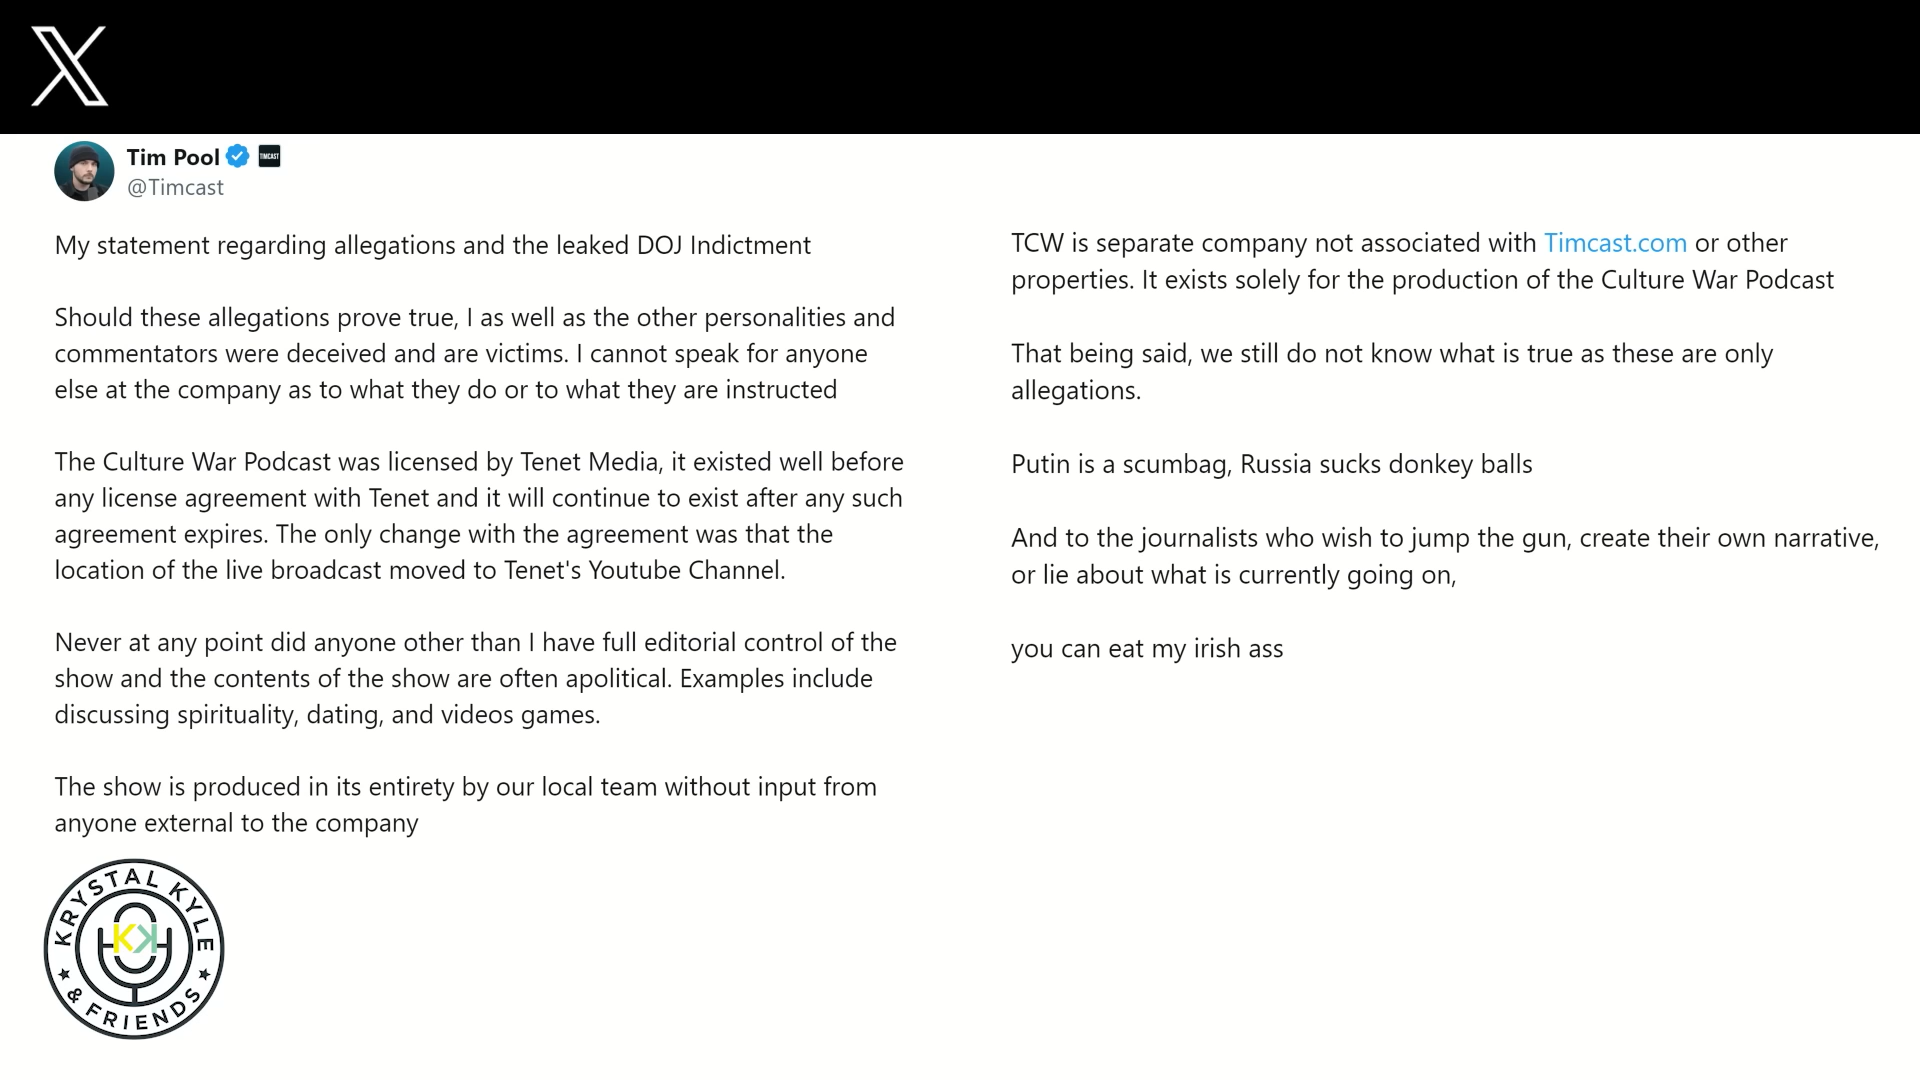 X
Tim Pool
TIMCAST
@Timcast
My statement regarding allegations and the leaked DOJ Indictment
Should these allegations prove true, I as well as the other personalities and
commentators were deceived and are victims. I cannot speak for anyone
else at the company as to what they do or to what they are instructed
The Culture War Podcast was licensed by Tenet Media, it existed well before
any license agreement with Tenet and it will continue to exist after any such
agreement expires. The only change with the agreement was that the
location of the live broadcast moved to Tenet's Youtube Channel.
Never at any point did anyone other than I have full editorial control of the
show and the contents of the show are often apolitical. Examples include
discussing spirituality, dating, and videos games.
The show is produced in its entirety by our local team without input from
anyone external to the company
TCW is separate company not associated with Timcast.com or other
properties. It exists solely for the production of the Culture War Podcast
That being said, we still do not know what is true as these are only
allegations.
Putin is a scumbag, Russia sucks donkey balls
And to the journalists who wish to jump the gun, create their own narrative,
or lie about what is currently going on,
you can eat my irish ass
KRYSTAL KYLE
KK
& FRIENDS